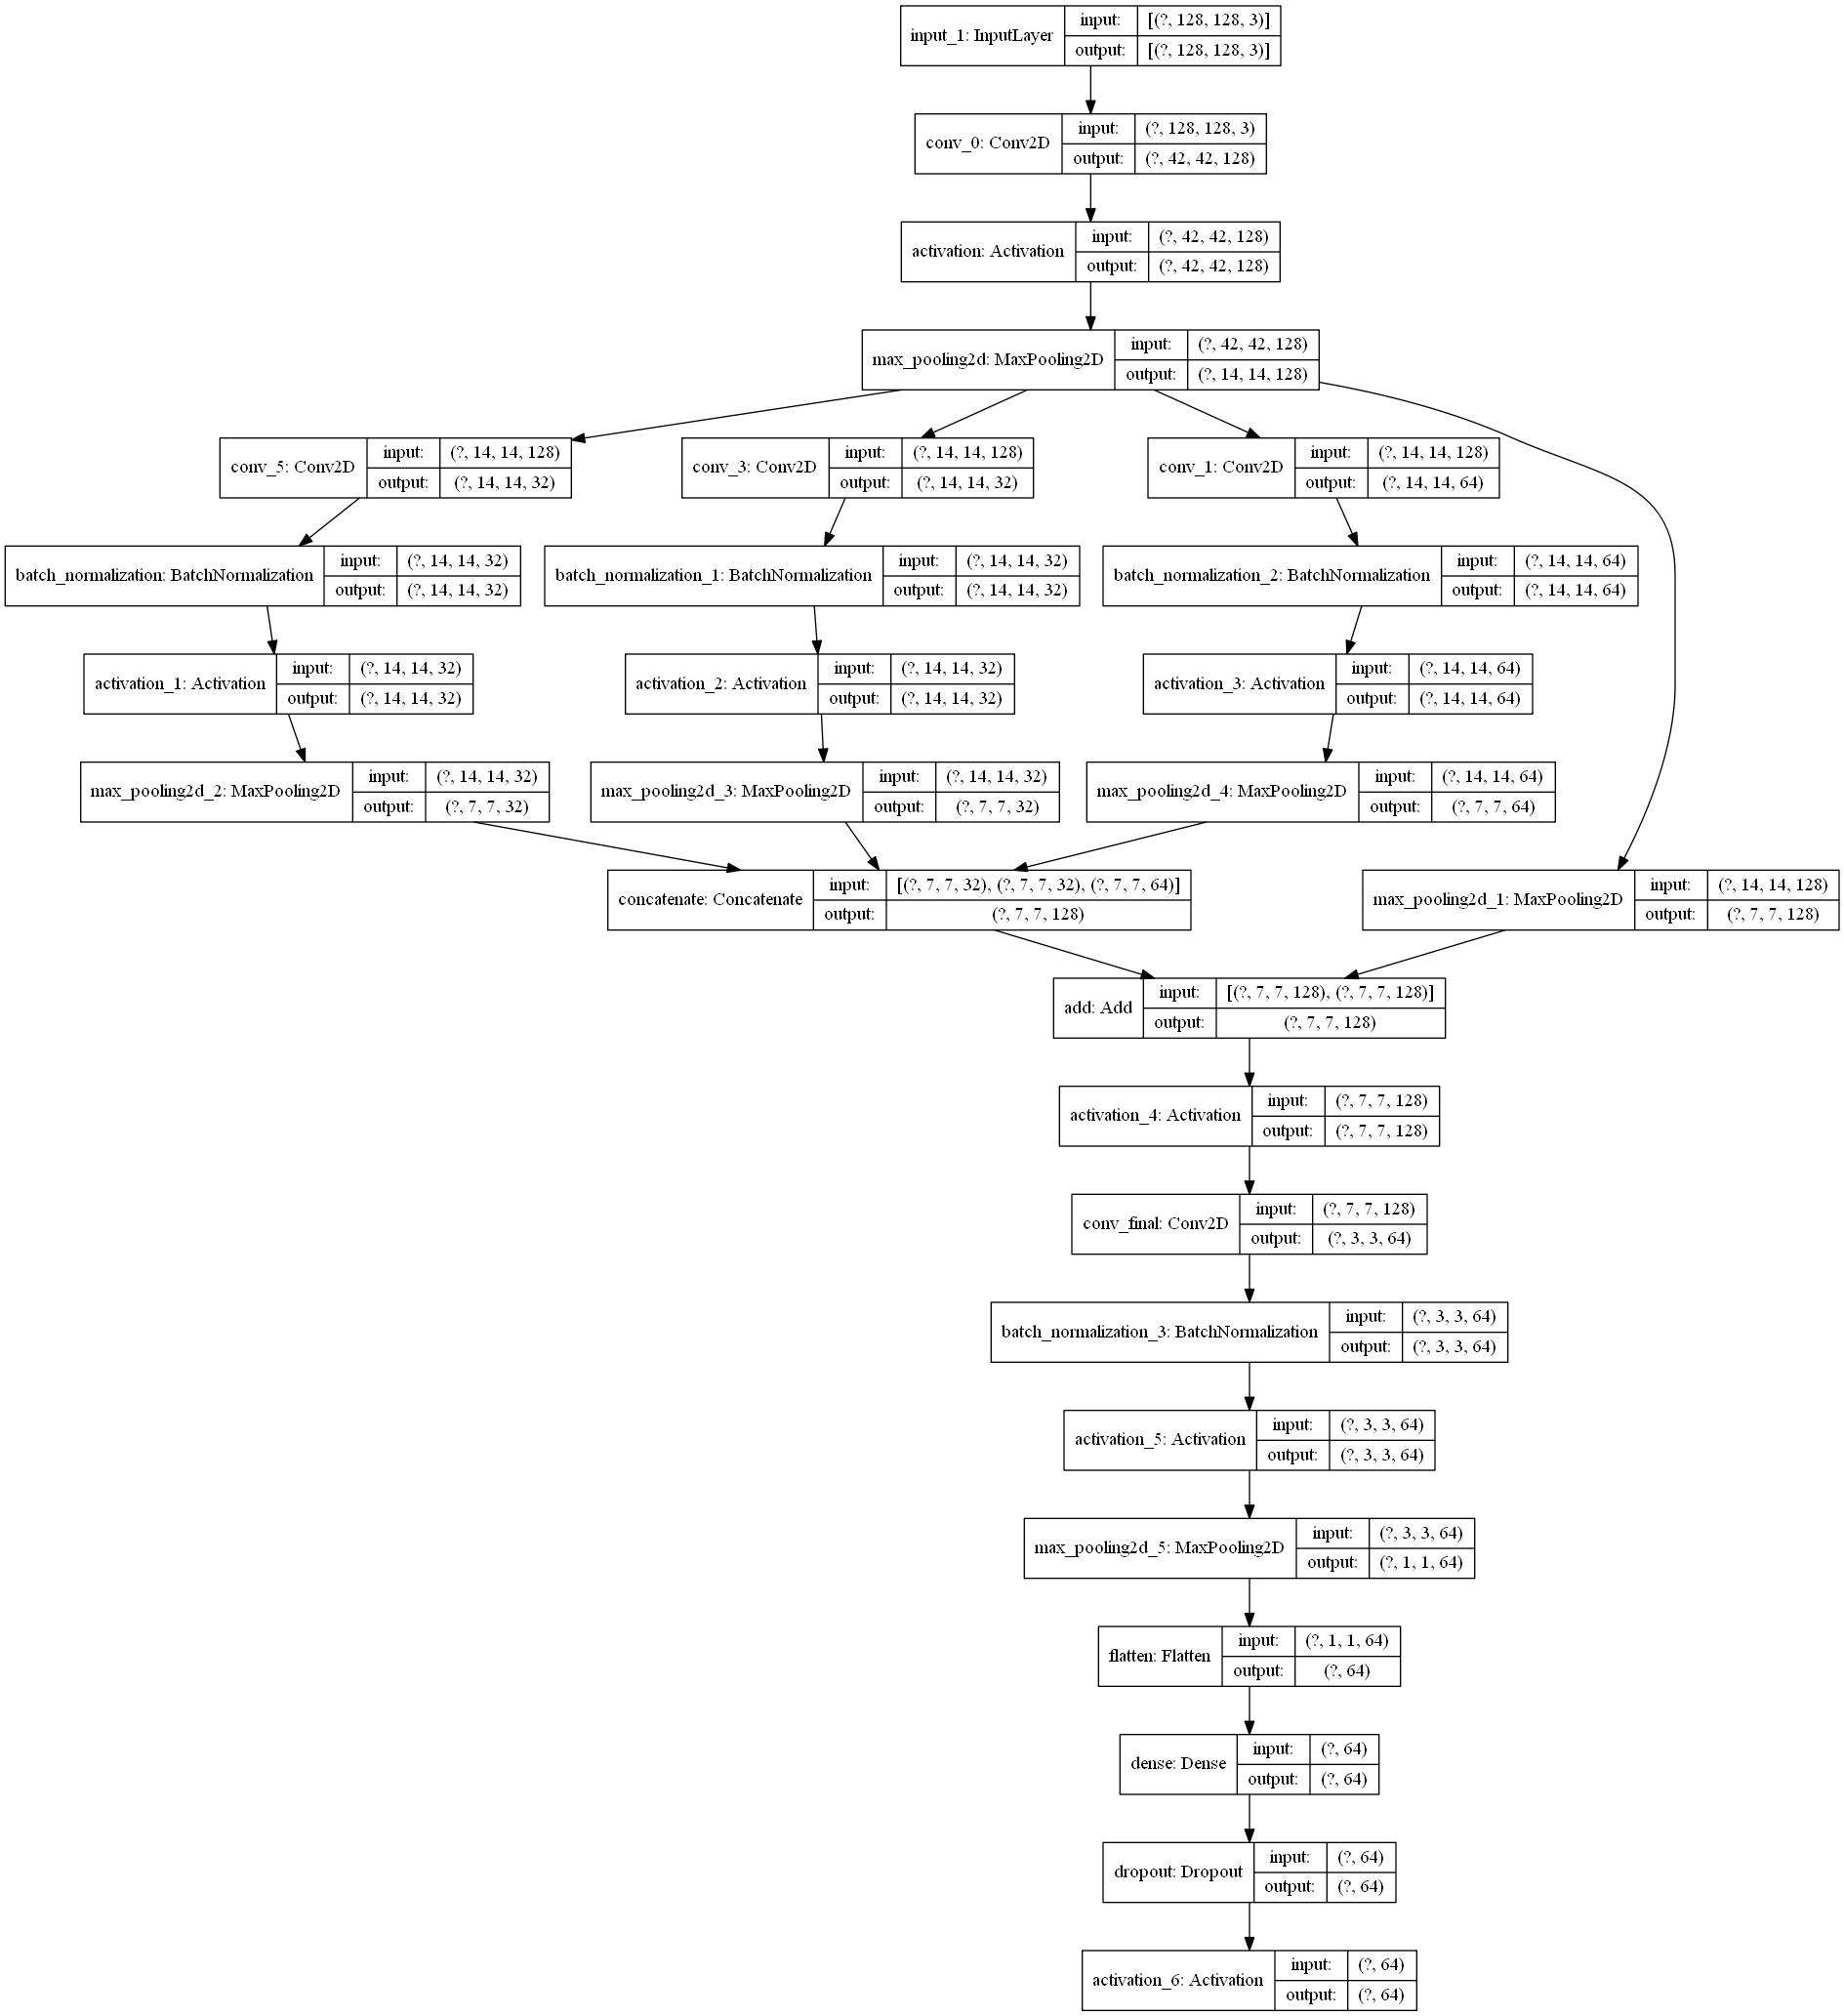 input_1: InputLayer
input:
[(?, 128, 128, 3)]
output:
[(?, 128, 128, 3)]
conv_0: Conv2D
input:
(?, 128, 128, 3)
output:
(?, 42, 42, 128)
activation: Activation
input:
(?, 42, 42, 128)
output:
(?, 42, 42, 128)
max_pooling2d: MaxPooling2D
input:
(?, 42, 42, 128)
output:
(?, 14, 14, 128)
conv_5: Conv2D
input:
(?, 14, 14, 128)
output:
(?, 14, 14, 32)
conv_3: Conv2D
input:
(?, 14, 14, 128)
output:
(?, 14, 14, 32)
conv_1: Conv2D
input:
(?, 14, 14, 128)
output:
(?, 14, 14, 64)
batch_normalization: BatchNormalization
input:
(?, 14, 14, 32)
output:
(?, 14, 14, 32)
batch_normalization_1: BatchNormalization
input:
(?, 14, 14, 32)
output:
(?, 14, 14, 32)
batch_normalization_2: BatchNormalization
input:
(?, 14, 14, 64)
output:
(?, 14, 14, 64)
activation_1: Activation
input:
(?, 14, 14, 32)
output:
(?, 14, 14, 32)
activation_2: Activation
input:
(?, 14, 14, 32)
output:
(?, 14, 14, 32)
activation_3: Activation
input:
(?, 14, 14, 64)
output:
(?, 14, 14, 64)
max_pooling2d_2: MaxPooling2D
input:
(?, 14, 14, 32)
output:
(?, 7, 7, 32)
max_pooling2d_3: MaxPooling2D
input:
(?, 14, 14, 32)
output:
(?, 7, 7, 32)
max_pooling2d_4: MaxPooling2D
input:
(?, 14, 14, 64)
output:
(?, 7, 7, 64)
concatenate: Concatenate
input:
[(?, 7, 7, 32), (?, 7, 7, 32), (?, 7, 7, 64)]
output:
(?, 7, 7, 128)
max_pooling2d_1: MaxPooling2D
input:
(?, 14, 14, 128)
output:
(?, 7, 7, 128)
add: Add
input:
[(?, 7, 7, 128), (?, 7, 7, 128)]
output:
(?, 7, 7, 128)
activation_4: Activation
input:
(?, 7, 7, 128)
output:
(?, 7, 7, 128)
conv_final: Conv2D
input:
(?, 7, 7, 128)
output:
(?, 3, 3, 64)
batch_normalization_3: BatchNormalization
input:
(?, 3, 3, 64)
output:
(?, 3, 3, 64)
activation_5: Activation
input:
(?, 3, 3, 64)
output:
(?, 3, 3, 64)
max_pooling2d_5: MaxPooling2D
input:
(?, 3, 3, 64)
output:
(?, 1, 1, 64)
flatten: Flatten
input:
(?, 1, 1, 64)
output:
(?, 64)
dense: Dense
input:
(?, 64)
output:
(?, 64)
dropout: Dropout
input:
(?, 64)
output:
(?, 64)
activation_6: Activation
input:
(?, 64)
output:
(?, 64)